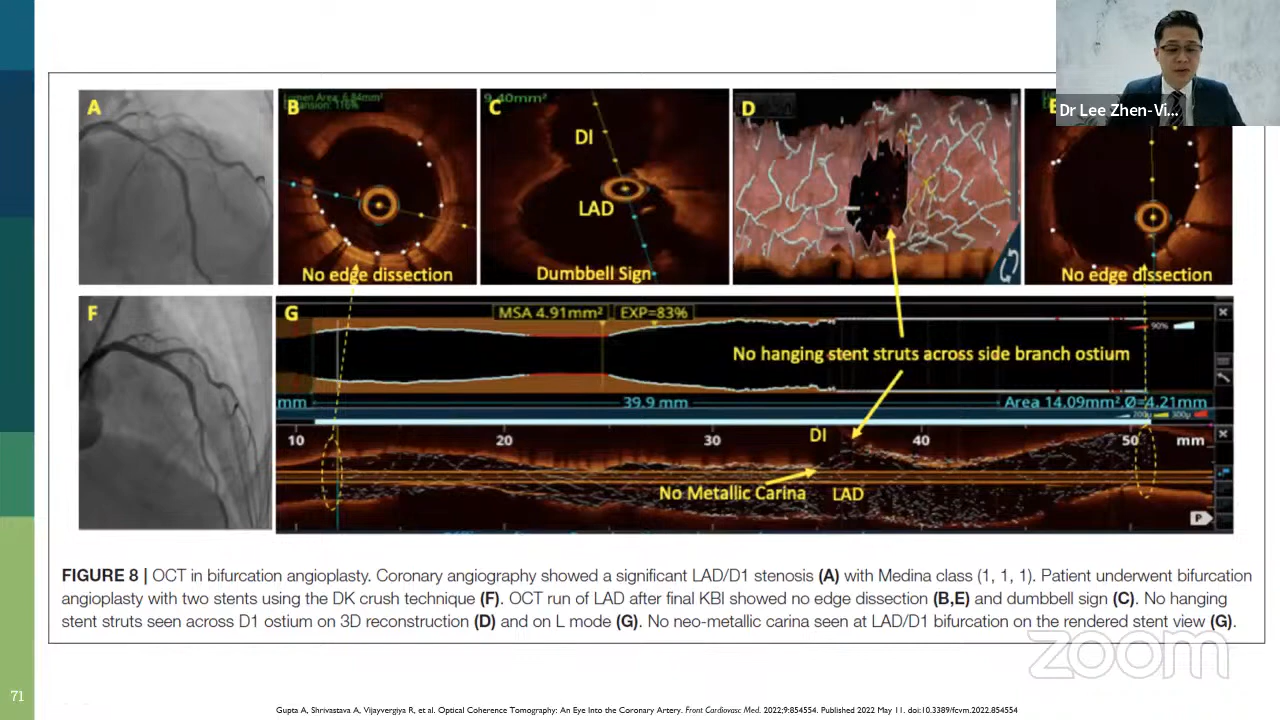 Dr Lee Zhen-Vi...
A
B
Lumen Area: 6.84mm²
Expansion: 116%
No edge dissection
C
9.40mm²
DI
LAD
Dumbbell Sign
D
E
No edge dissection
F
G
MSA 4.91mm²
EXP=83%
90%
No hanging stent struts across side branch ostium
mm
39.9 mm
Area 14.09mm², Ø=4.21mm
200µ
300µ
10
20
30
DI
40
50
mm
No Metallic Carina
LAD
P
FIGURE 8 | OCT in bifurcation angioplasty. Coronary angiography showed a significant LAD/D1 stenosis (A) with Medina class (1, 1, 1). Patient underwent bifurcation
angioplasty with two stents using the DK crush technique (F). OCT run of LAD after final KBI showed no edge dissection (B,E) and dumbbell sign (C). No hanging
stent struts seen across D1 ostium on 3D reconstruction (D) and on L mode (G). No neo-metallic carina seen at LAD/D1 bifurcation on the rendered stent view (G).
zoom
71
Gupta A, Shrivastava A, Vijayvergiya R, et al. Optical Coherence Tomography: An Eye Into the Coronary Artery. Front Cardiovasc Med. 2022;9:854554. Published 2022 May 11. doi:10.3389/fcvm.2022.854554